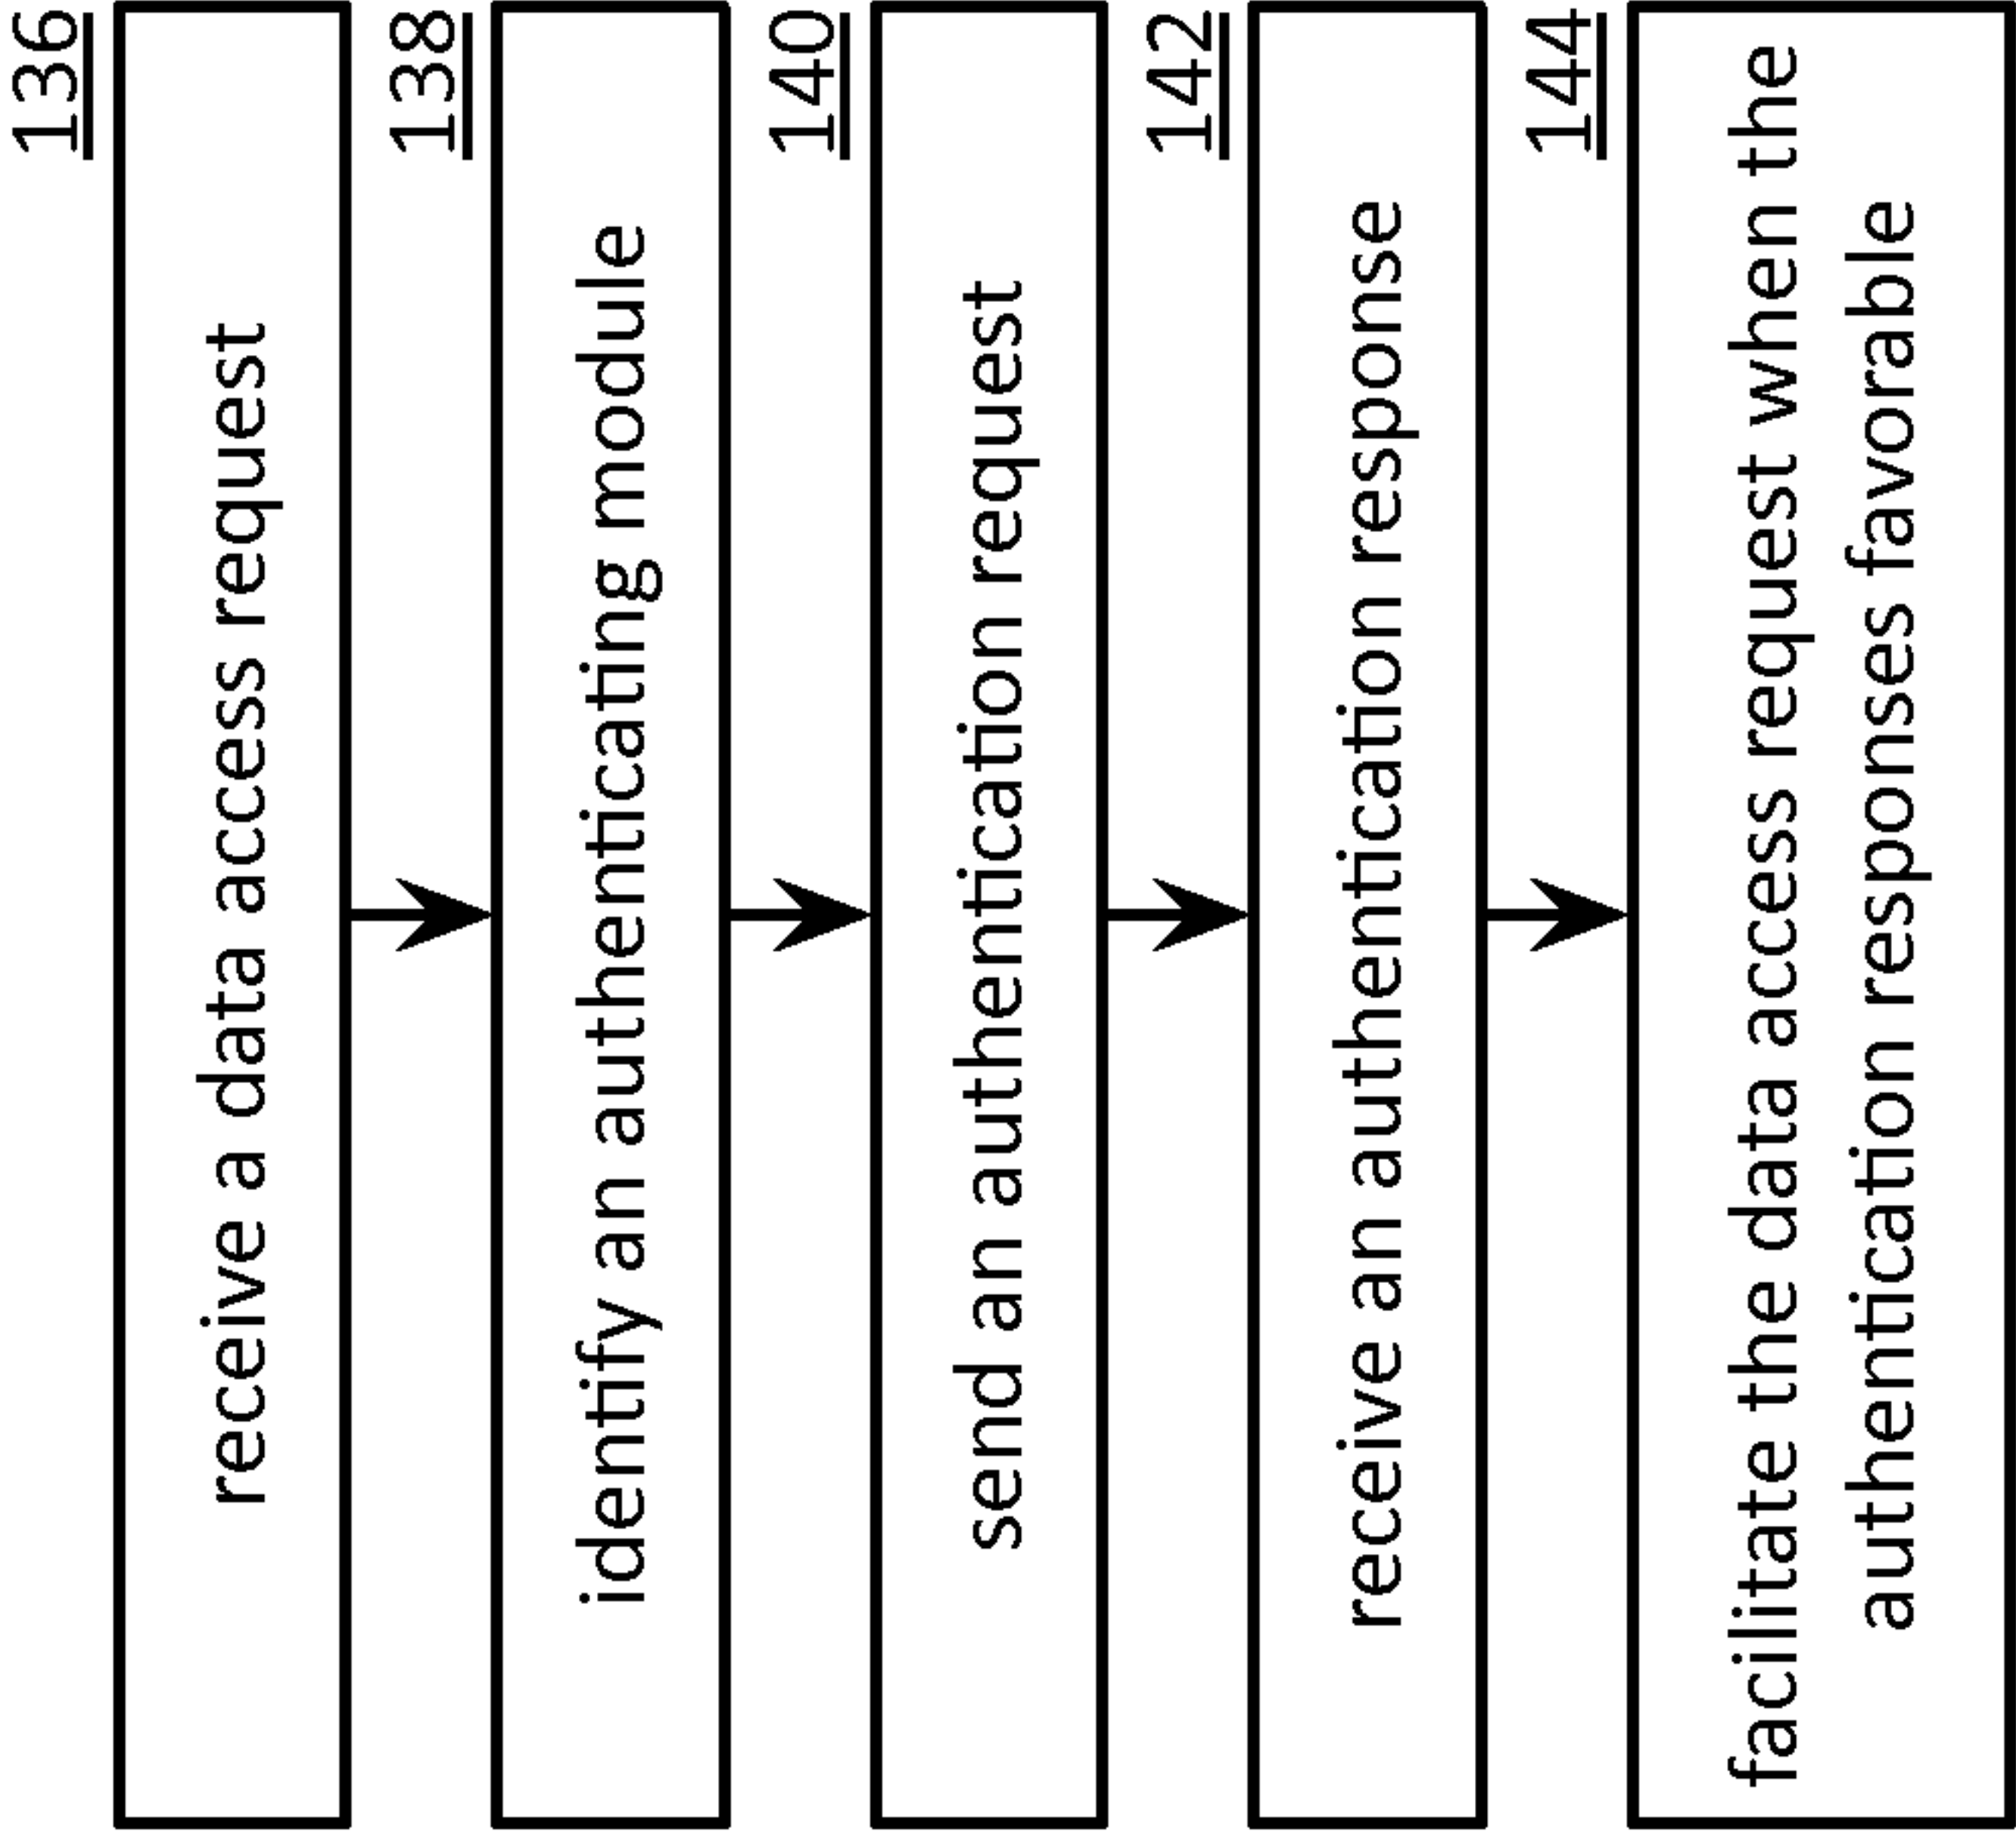 136
receive a data access request
138
identify an authenticating module
140
send an authentication request
142
receive an authentication response
144
facilitate the data access request when the
authentication responses favorable